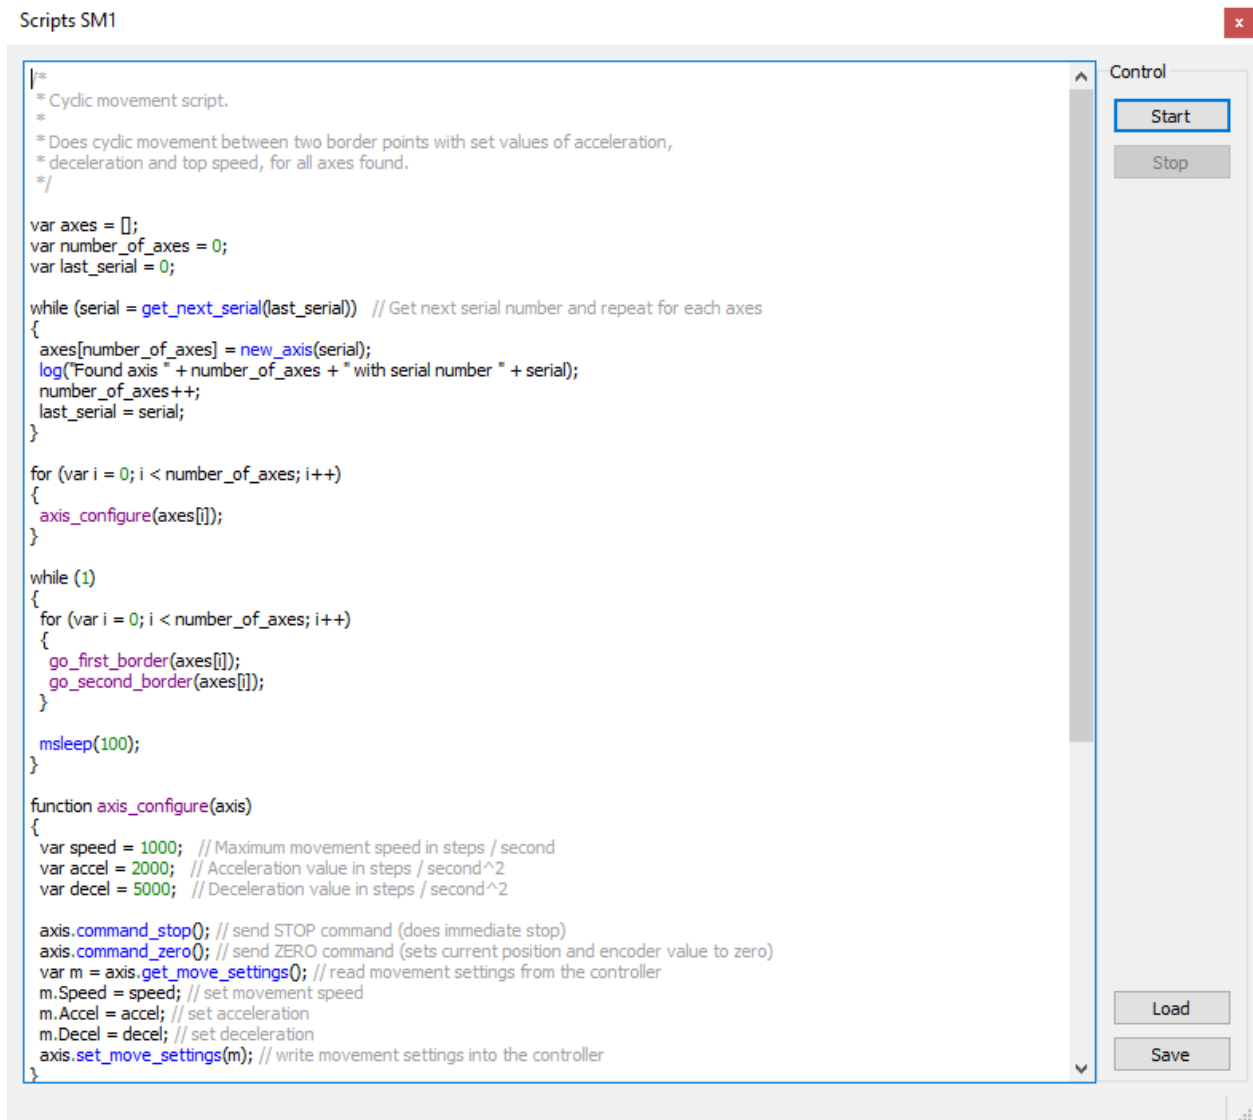 Scripts SM1
x
/*
 * Cyclic movement script.
 *
 * Does cyclic movement between two border points with set values of acceleration,
 * deceleration and top speed, for all axes found.
 */
var axes = [];
var number_of_axes = 0;
var last_serial = 0;
while (serial = get_next_serial(last_serial))   // Get next serial number and repeat for each axes
{
  axes[number_of_axes] = new_axis(serial);
  log("Found axis " + number_of_axes + " with serial number " + serial);
  number_of_axes++;
  last_serial = serial;
}
for (var i = 0; i < number_of_axes; i++)
{
  axis_configure(axes[i]);
}
while (1)
{
  for (var i = 0; i < number_of_axes; i++)
  {
    go_first_border(axes[i]);
    go_second_border(axes[i]);
  }
  msleep(100);
}
function axis_configure(axis)
{
  var speed = 1000;   // Maximum movement speed in steps / second
  var accel = 2000;   // Acceleration value in steps / second^2
  var decel = 5000;   // Deceleration value in steps / second^2
  axis.command_stop(); // send STOP command (does immediate stop)
  axis.command_zero(); // send ZERO command (sets current position and encoder value to zero)
  var m = axis.get_move_settings(); // read movement settings from the controller
  m.Speed = speed; // set movement speed
  m.Accel = accel; // set acceleration
  m.Decel = decel; // set deceleration
  axis.set_move_settings(m); // write movement settings into the controller
}
Control
Start
Stop
Load
Save